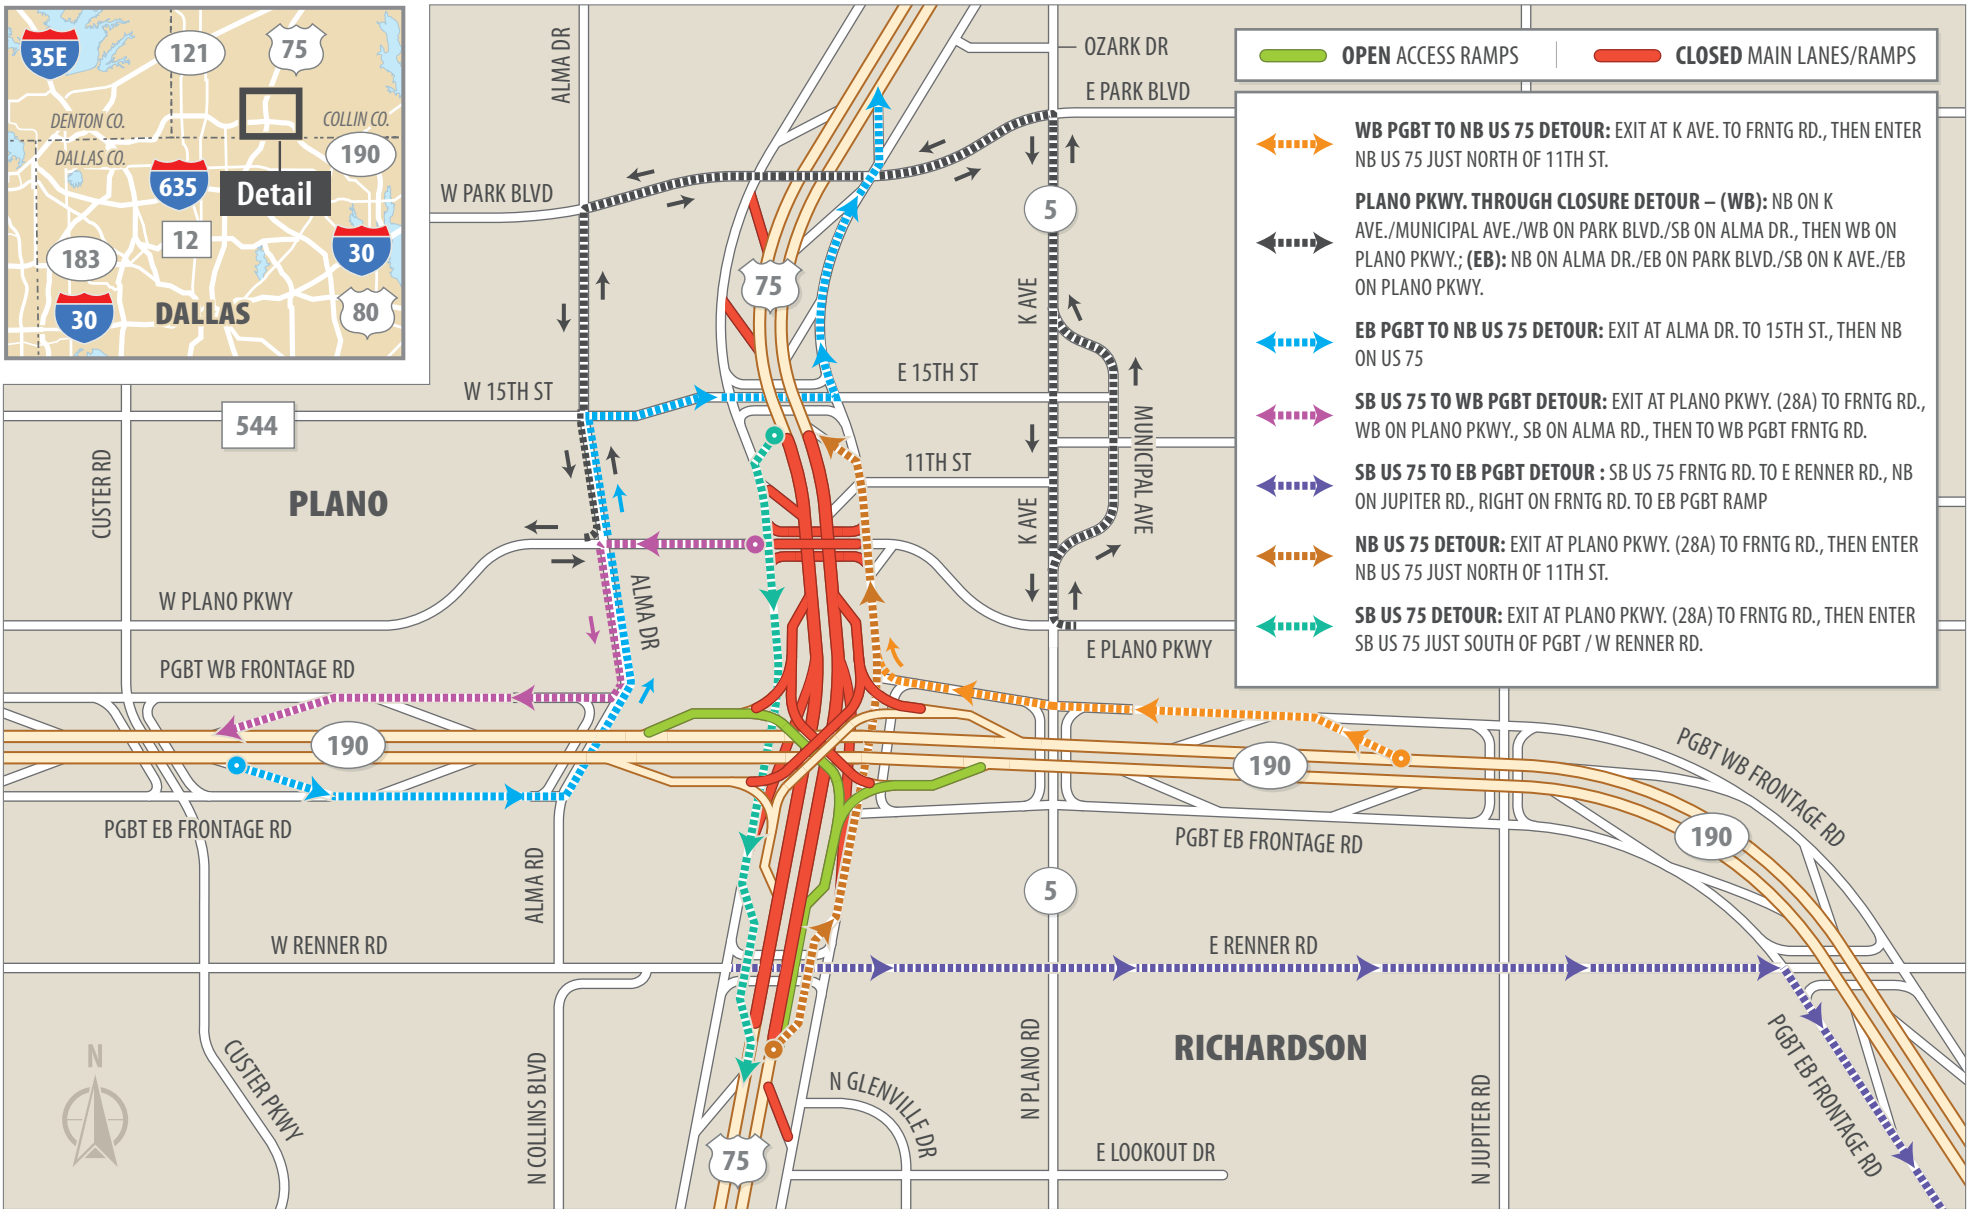 35E
121
75
DENTON CO.
COLLIN CO.
DALLAS CO.
190
635
Detail
12
183
30
30
80
DALLAS
OPEN ACCESS RAMPS
CLOSED MAIN LANES/RAMPS
WB PGBT TO NB US 75 DETOUR: EXIT AT K AVE. TO FRNTG RD., THEN ENTER
NB US 75 JUST NORTH OF 11TH ST.
PLANO PKWY. THROUGH CLOSURE DETOUR – (WB): NB ON K
AVE./MUNICIPAL AVE./WB ON PARK BLVD./SB ON ALMA DR., THEN WB ON
PLANO PKWY.; (EB): NB ON ALMA DR./EB ON PARK BLVD./SB ON K AVE./EB
ON PLANO PKWY.
EB PGBT TO NB US 75 DETOUR: EXIT AT ALMA DR. TO 15TH ST., THEN NB
ON US 75
SB US 75 TO WB PGBT DETOUR: EXIT AT PLANO PKWY. (28A) TO FRNTG RD.,
WB ON PLANO PKWY., SB ON ALMA RD., THEN TO WB PGBT FRNTG RD.
SB US 75 TO EB PGBT DETOUR : SB US 75 FRNTG RD. TO E RENNER RD., NB
ON JUPITER RD., RIGHT ON FRNTG RD. TO EB PGBT RAMP
NB US 75 DETOUR: EXIT AT PLANO PKWY. (28A) TO FRNTG RD., THEN ENTER
NB US 75 JUST NORTH OF 11TH ST.
SB US 75 DETOUR: EXIT AT PLANO PKWY. (28A) TO FRNTG RD., THEN ENTER
SB US 75 JUST SOUTH OF PGBT / W RENNER RD.
ALMA DR
OZARK DR
E PARK BLVD
W PARK BLVD
5
75
K AVE
W 15TH ST
E 15TH ST
544
CUSTER RD
PLANO
11TH ST
K AVE
MUNICIPAL AVE
W PLANO PKWY
ALMA DR
E PLANO PKWY
PGBT WB FRONTAGE RD
190
190
PGBT WB FRONTAGE RD
190
PGBT EB FRONTAGE RD
PGBT EB FRONTAGE RD
ALMA RD
5
W RENNER RD
E RENNER RD
RICHARDSON
N
CUSTER PKWY
N COLLINS BLVD
N GLENVILLE DR
N PLANO RD
N JUPITER RD
PGBT EB FRONTAGE RD
75
E LOOKOUT DR